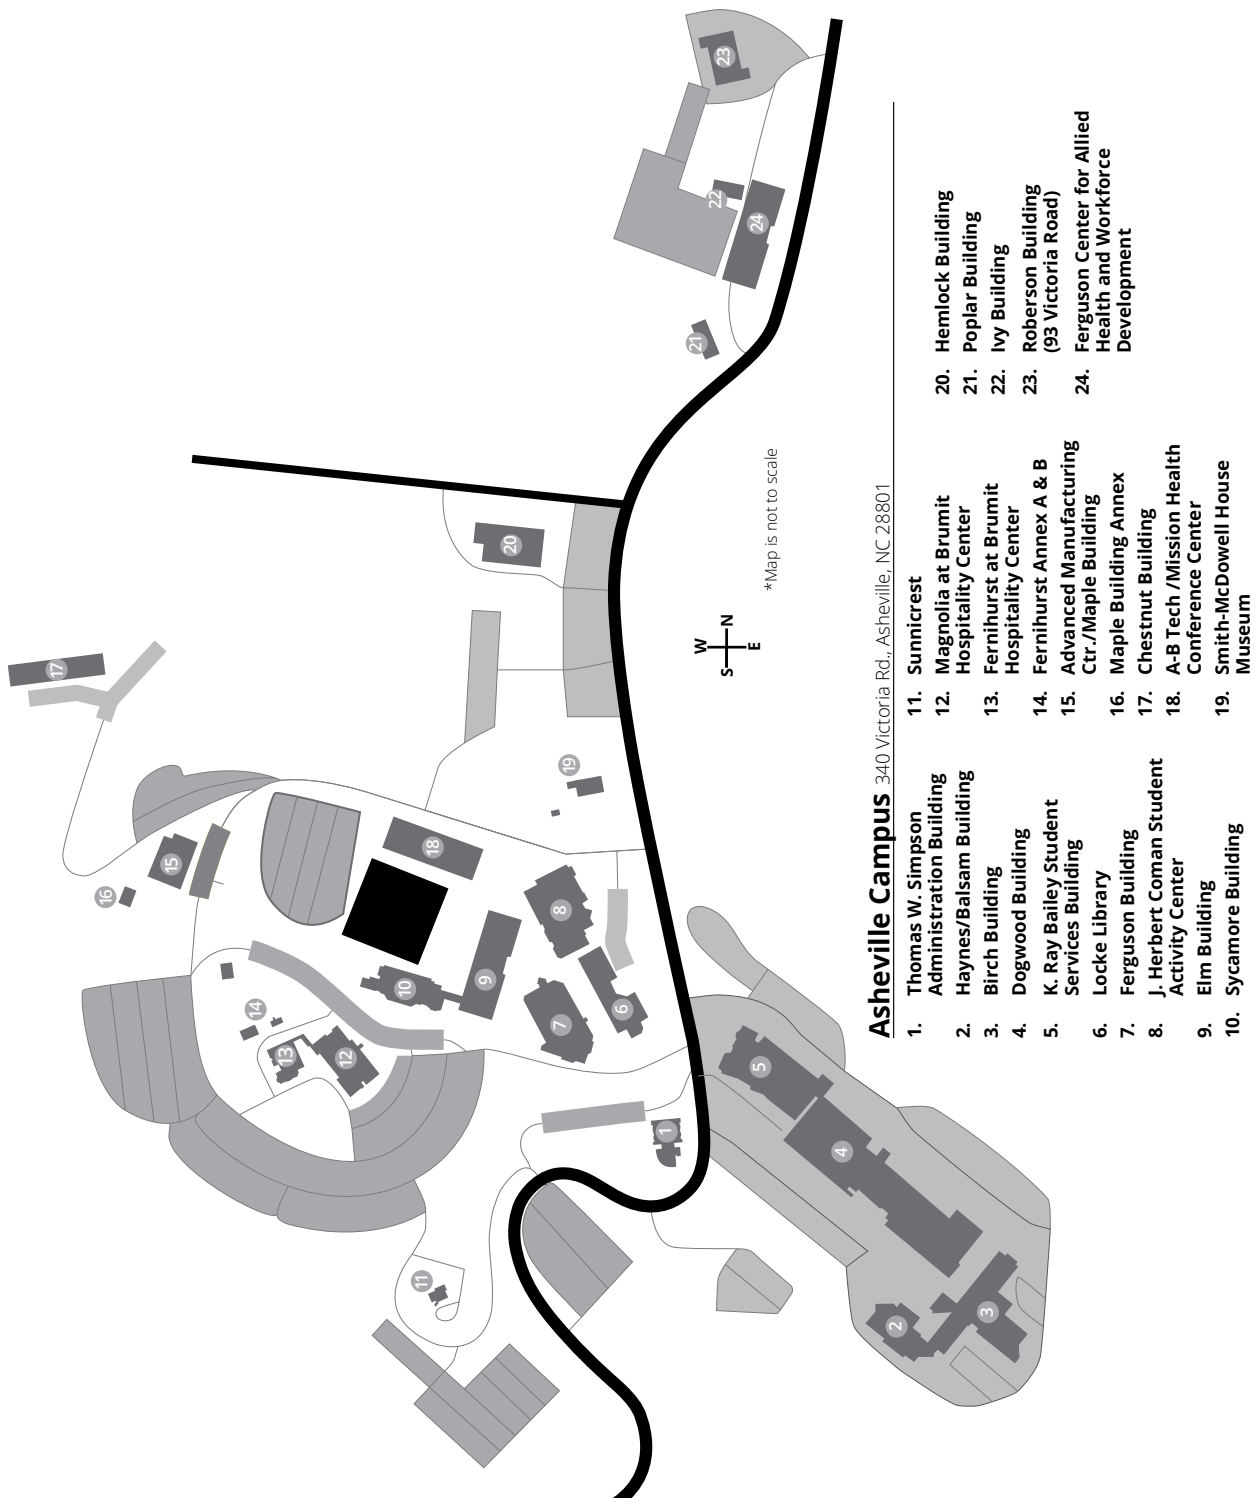 Asheville Campus 340 Victoria Rd., Asheville, NC 28801
1. Thomas W. Simpson
Administration Building
2. Haynes/Balsam Building
3. Birch Building
4. Dogwood Building
5. K. Ray Bailey Student
Services Building
6. Locke Library
7. Ferguson Building
8. J. Herbert Coman Student
Activity Center
9. Elm Building
10. Sycamore Building
11. Sunnicrest
12. Magnolia at Brumit
Hospitality Center
13. Fernihurst at Brumit
Hospitality Center
14. Fernihurst Annex A & B
15. Advanced Manufacturing
Ctr./Maple Building
16. Maple Building Annex
17. Chestnut Building
18. A-B Tech /Mission Health
Conference Center
19. Smith-McDowell House
Museum
20. Hemlock Building
21. Poplar Building
22. Ivy Building
23. Roberson Building
(93 Victoria Road)
24. Ferguson Center for Allied
Health and Workforce
Development
*Map is not to scale
W
N
S
E
17
16
15
14
13
12
11
10
9
18
8
7
6
19
20
1
5
4
2
3
21
22
24
23